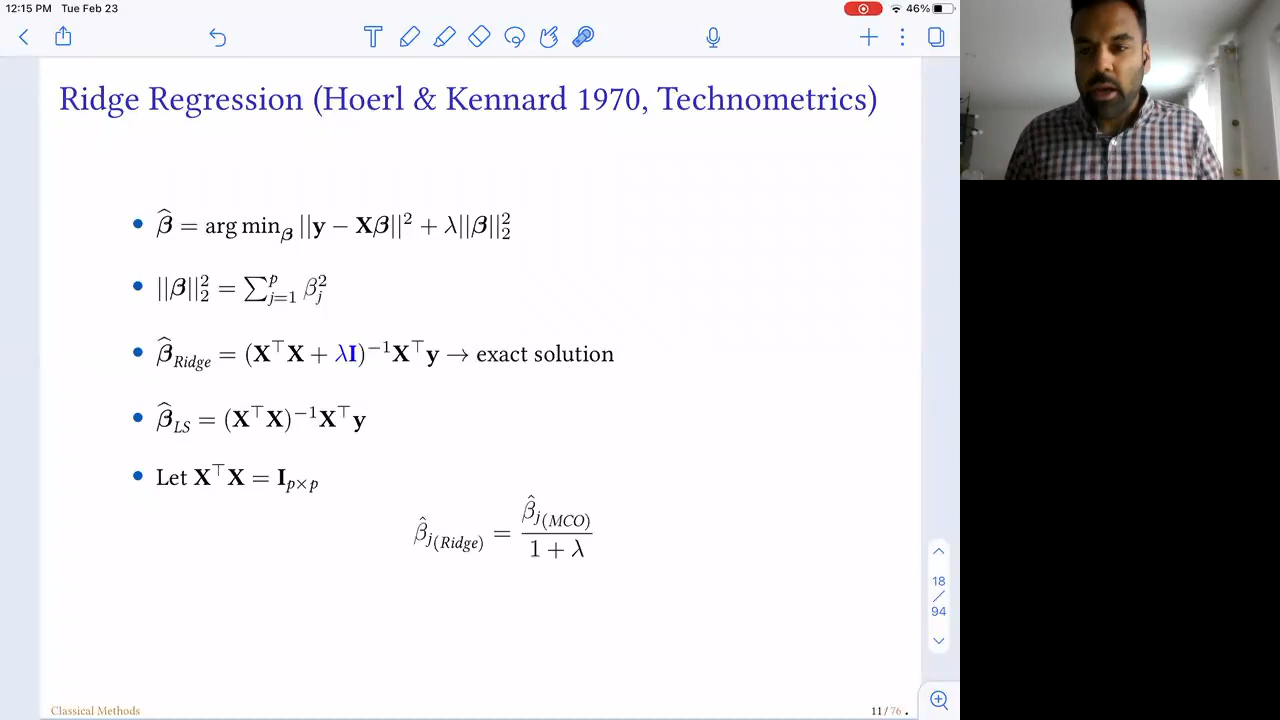 12:15 PM Tue Feb 23 46%
Ridge Regression (Hoerl & Kennard 1970, Technometrics)
• β̂ = arg min_β ||y − Xβ||² + λ||β||₂²
• ||β||₂² = ∑_{j=1}^{p} β_j²
• β̂_Ridge = (X⊤X + λI)⁻¹X⊤y → exact solution
• β̂_LS = (X⊤X)⁻¹X⊤y
• Let X⊤X = I_{p×p}
β̂_{j(Ridge)} = β̂_{j(MCO)} / 1 + λ
18
/
94
Classical Methods 11 / 76 .